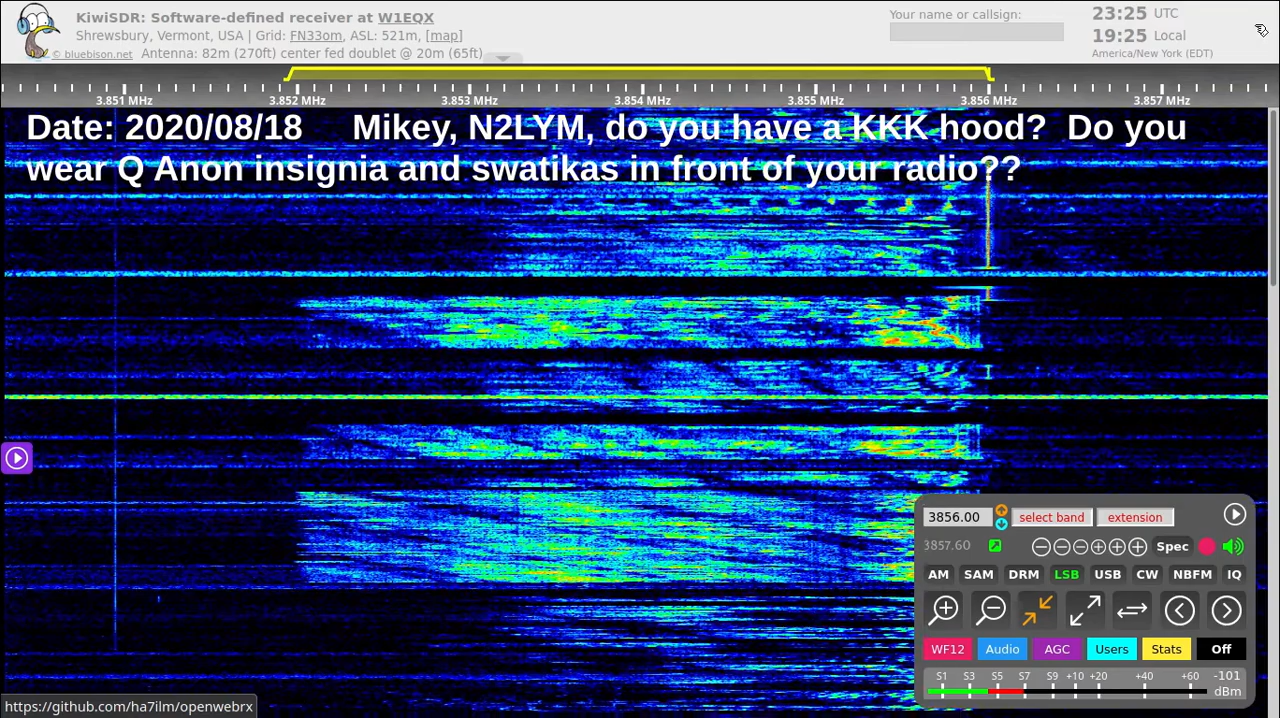 KiwiSDR: Software-defined receiver at W1EQX
Shrewsbury, Vermont, USA | Grid: FN33om, ASL: 521m, [map]
© bluebison.net Antenna: 82m (270ft) center fed doublet @ 20m (65ft)
Your name or callsign:
23:25 UTC
19:25 Local
America/New York (EDT)
3.851 MHz 3.852 MHz 3.853 MHz 3.854 MHz 3.855 MHz 3.856 MHz 3.857 MHz
Date: 2020/08/18 Mikey, N2LYM, do you have a KKK hood? Do you
wear Q Anon insignia and swatikas in front of your radio??
3856.00 select band extension
3857.60 Spec
AM SAM DRM LSB USB CW NBFM IQ
WF12 Audio AGC Users Stats Off
S1 S3 S5 S7 S9 +10 +20 +40 +60 -101
dBm
https://github.com/ha7ilm/openwebrx